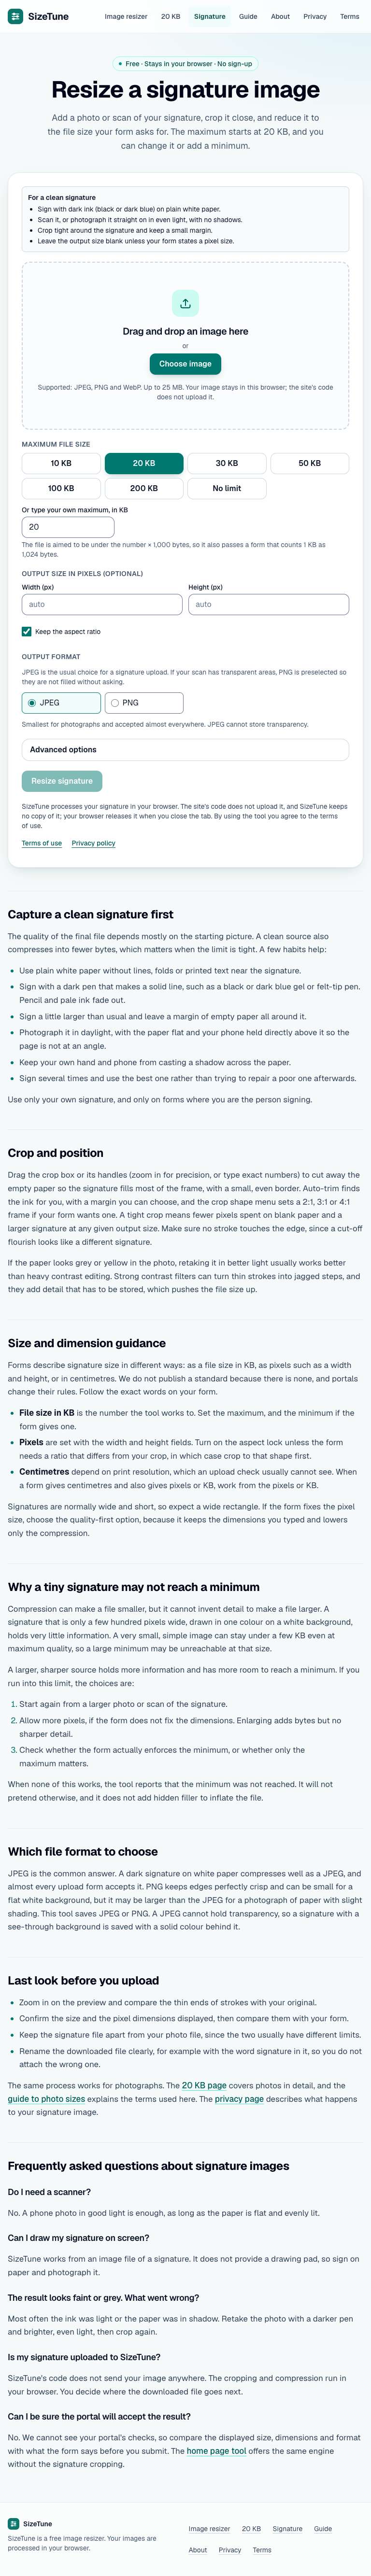 SizeTune
Image resizer
20 KB
Signature
Guide
About
Privacy
Terms
Free · Stays in your browser · No sign-up
Resize a signature image
Add a photo or scan of your signature, crop it close, and reduce it to
the file size your form asks for. The maximum starts at 20 KB, and you
can change it or add a minimum.
For a clean signature
Sign with dark ink (black or dark blue) on plain white paper.
Scan it, or photograph it straight on in even light, with no shadows.
Crop tight around the signature and keep a small margin.
Leave the output size blank unless your form states a pixel size.
Drag and drop an image here
or
Choose image
Supported: JPEG, PNG and WebP. Up to 25 MB. Your image stays in this browser; the site's code
does not upload it.
MAXIMUM FILE SIZE
10 KB
20 KB
30 KB
50 KB
100 KB
200 KB
No limit
Or type your own maximum, in KB
20
The file is aimed to be under the number × 1,000 bytes, so it also passes a form that counts 1 KB as
1,024 bytes.
OUTPUT SIZE IN PIXELS (OPTIONAL)
Width (px)
Height (px)
auto
auto
Keep the aspect ratio
OUTPUT FORMAT
JPEG is the usual choice for a signature upload. If your scan has transparent areas, PNG is preselected so
they are not filled without asking.
JPEG
PNG
Smallest for photographs and accepted almost everywhere. JPEG cannot store transparency.
Advanced options
Resize signature
SizeTune processes your signature in your browser. The site's code does not upload it, and SizeTune keeps
no copy of it; your browser releases it when you close the tab. By using the tool you agree to the terms
of use.
Terms of use
Privacy policy
Capture a clean signature first
The quality of the final file depends mostly on the starting picture. A clean source also
compresses into fewer bytes, which matters when the limit is tight. A few habits help:
Use plain white paper without lines, folds or printed text near the signature.
Sign with a dark pen that makes a solid line, such as a black or dark blue gel or felt-tip pen.
Pencil and pale ink fade out.
Sign a little larger than usual and leave a margin of empty paper all around it.
Photograph it in daylight, with the paper flat and your phone held directly above it so the
page is not at an angle.
Keep your own hand and phone from casting a shadow across the paper.
Sign several times and use the best one rather than trying to repair a poor one afterwards.
Use only your own signature, and only on forms where you are the person signing.
Crop and position
Drag the crop box or its handles (zoom in for precision, or type exact numbers) to cut away the
empty paper so the signature fills most of the frame, with a small, even border. Auto-trim finds
the ink for you, with a margin you can choose, and the crop shape menu sets a 2:1, 3:1 or 4:1
frame if your form wants one. A tight crop means fewer pixels spent on blank paper and a
larger signature at any given output size. Make sure no stroke touches the edge, since a cut-off
flourish looks like a different signature.
If the paper looks grey or yellow in the photo, retaking it in better light usually works better
than heavy contrast editing. Strong contrast filters can turn thin strokes into jagged steps, and
they add detail that has to be stored, which pushes the file size up.
Size and dimension guidance
Forms describe signature size in different ways: as a file size in KB, as pixels such as a width
and height, or in centimetres. We do not publish a standard because there is none, and portals
change their rules. Follow the exact words on your form.
File size in KB is the number the tool works to. Set the maximum, and the minimum if the
form gives one.
Pixels are set with the width and height fields. Turn on the aspect lock unless the form
needs a ratio that differs from your crop, in which case crop to that shape first.
Centimetres depend on print resolution, which an upload check usually cannot see. When
a form gives centimetres and also gives pixels or KB, work from the pixels or KB.
Signatures are normally wide and short, so expect a wide rectangle. If the form fixes the pixel
size, choose the quality-first option, because it keeps the dimensions you typed and lowers
only the compression.
Why a tiny signature may not reach a minimum
Compression can make a file smaller, but it cannot invent detail to make a file larger. A
signature that is only a few hundred pixels wide, drawn in one colour on a white background,
holds very little information. A very small, simple image can stay under a few KB even at
maximum quality, so a large minimum may be unreachable at that size.
A larger, sharper source holds more information and has more room to reach a minimum. If you
run into this limit, the choices are:
1. Start again from a larger photo or scan of the signature.
2. Allow more pixels, if the form does not fix the dimensions. Enlarging adds bytes but no
sharper detail.
3. Check whether the form actually enforces the minimum, or whether only the
maximum matters.
When none of this works, the tool reports that the minimum was not reached. It will not
pretend otherwise, and it does not add hidden filler to inflate the file.
Which file format to choose
JPEG is the common answer. A dark signature on white paper compresses well as a JPEG, and
almost every upload form accepts it. PNG keeps edges perfectly crisp and can be small for a
flat white background, but it may be larger than the JPEG for a photograph of paper with slight
shading. This tool saves JPEG or PNG. A JPEG cannot hold transparency, so a signature with a
see-through background is saved with a solid colour behind it.
Last look before you upload
Zoom in on the preview and compare the thin ends of strokes with your original.
Confirm the size and the pixel dimensions displayed, then compare them with your form.
Keep the signature file apart from your photo file, since the two usually have different limits.
Rename the downloaded file clearly, for example with the word signature in it, so you do not
attach the wrong one.
The same process works for photographs. The 20 KB page covers photos in detail, and the
guide to photo sizes explains the terms used here. The privacy page describes what happens
to your signature image.
Frequently asked questions about signature images
Do I need a scanner?
No. A phone photo in good light is enough, as long as the paper is flat and evenly lit.
Can I draw my signature on screen?
SizeTune works from an image file of a signature. It does not provide a drawing pad, so sign on
paper and photograph it.
The result looks faint or grey. What went wrong?
Most often the ink was light or the paper was in shadow. Retake the photo with a darker pen
and brighter, even light, then crop again.
Is my signature uploaded to SizeTune?
SizeTune's code does not send your image anywhere. The cropping and compression run in
your browser. You decide where the downloaded file goes next.
Can I be sure the portal will accept the result?
No. We cannot see your portal's checks, so compare the displayed size, dimensions and format
with what the form says before you submit. The home page tool offers the same engine
without the signature cropping.
SizeTune
SizeTune is a free image resizer. Your images are
processed in your browser.
Image resizer
20 KB
Signature
Guide
About
Privacy
Terms